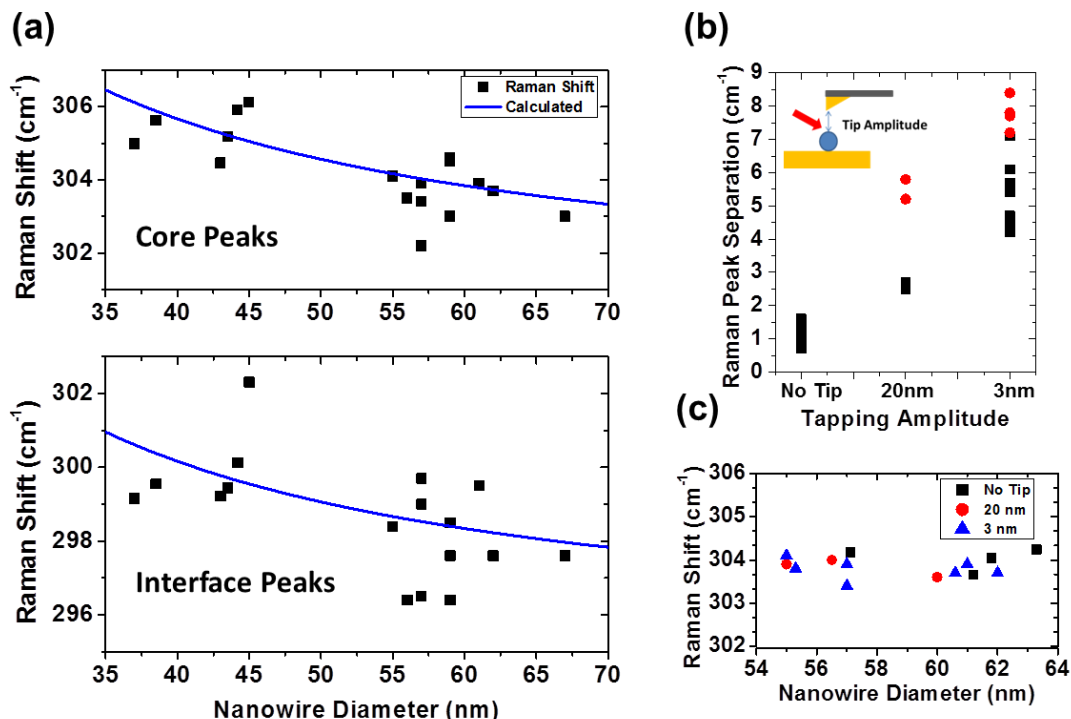 (a)
Raman Shift (cm-1)
306
304
302
Raman Shift
Calculated
Core Peaks
35 40 45 50 55 60 65 70
Raman Shift (cm-1)
302
300
298
296
Interface Peaks
35 40 45 50 55 60 65 70
Nanowire Diameter (nm)
(b)
Raman Peak Separation (cm-1)
9
8
7
6
5
4
3
2
1
0
Tip Amplitude
No Tip 20nm 3nm
Tapping Amplitude
(c)
Raman Shift (cm-1)
306
305
304
303
302
No Tip
20 nm
3 nm
54 56 58 60 62 64
Nanowire Diameter (nm)